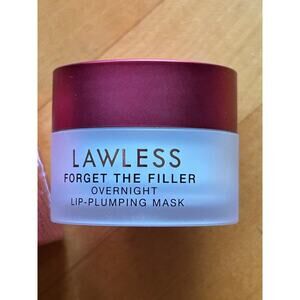 LAWLESS
FORGET THE FILLER
OVERNIGHT
LIP-PLUMPING MASK